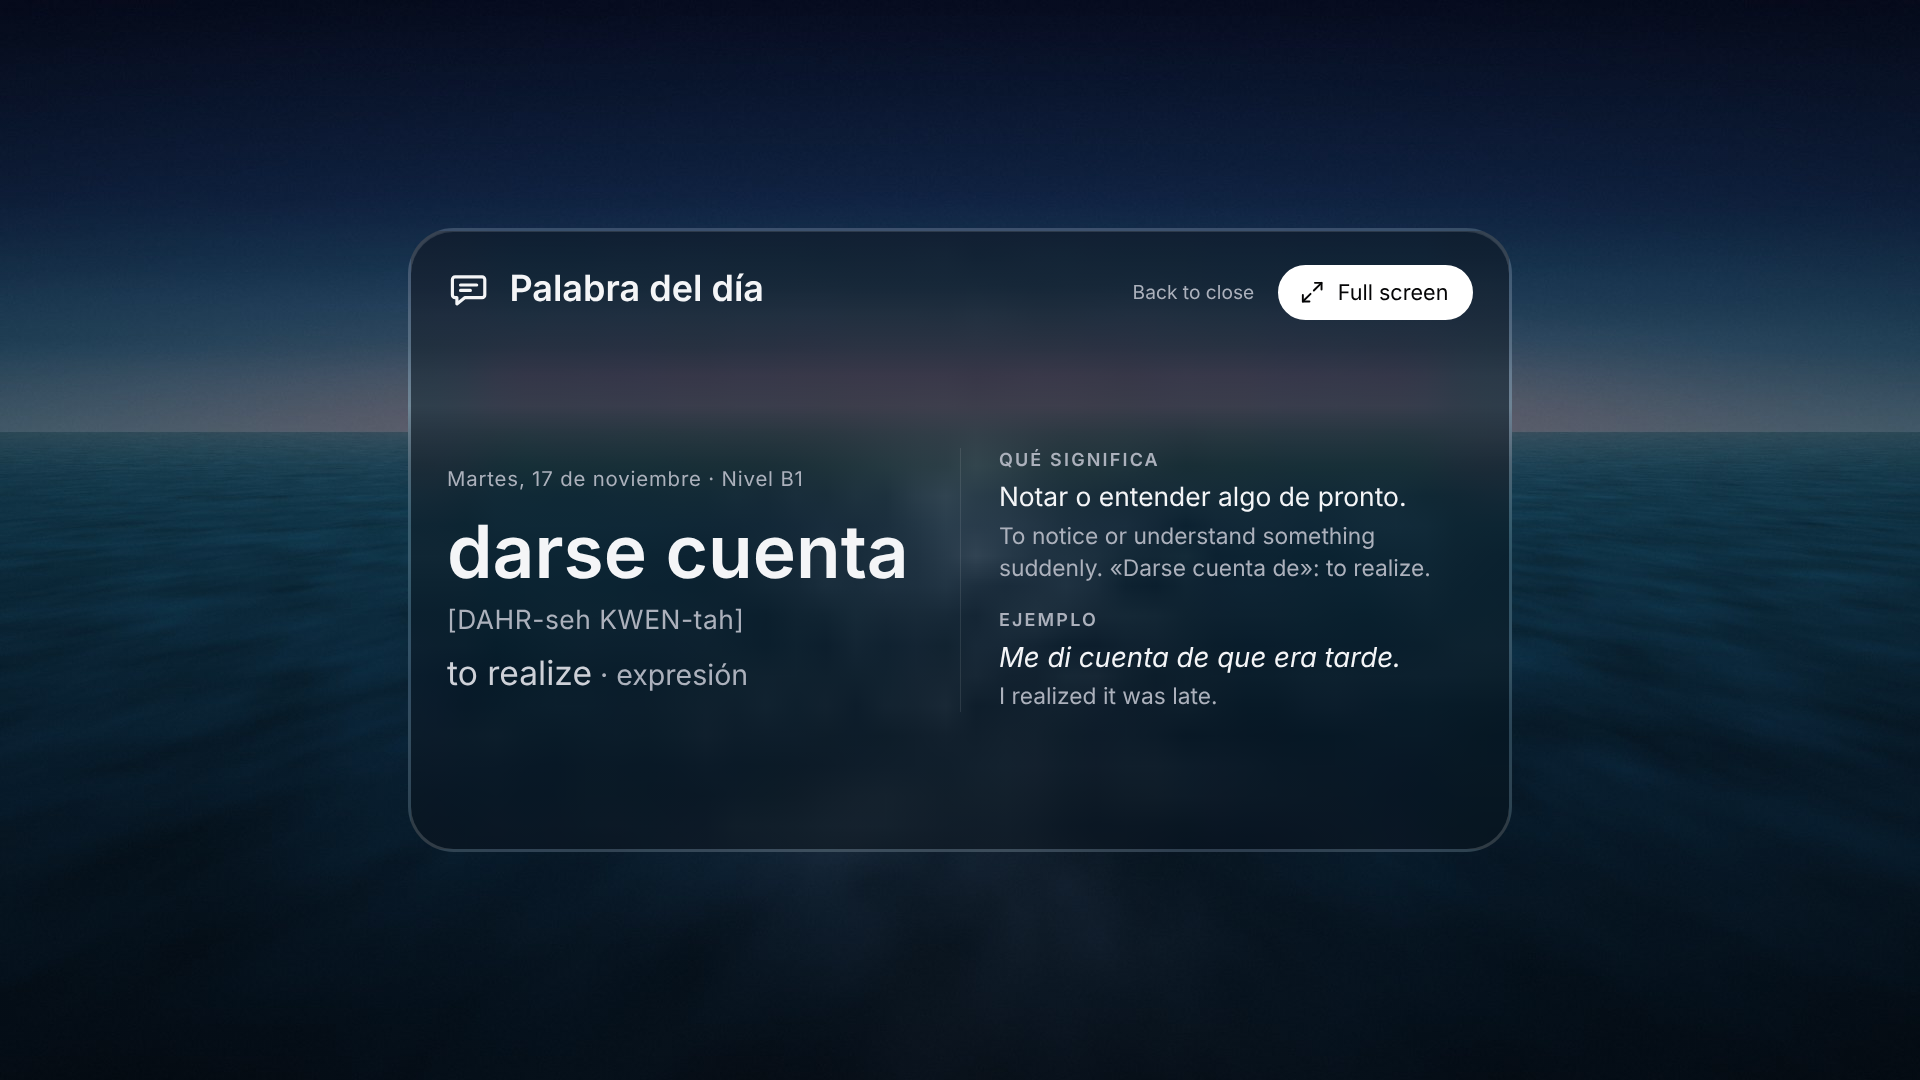 Palabra del día
Back to close
Full screen
Martes, 17 de noviembre · Nivel B1
darse cuenta
[DAHR-seh KWEN-tah]
to realize · expresión
QUÉ SIGNIFICA
Notar o entender algo de pronto.
To notice or understand something
suddenly. «Darse cuenta de»: to realize.
EJEMPLO
Me di cuenta de que era tarde.
I realized it was late.